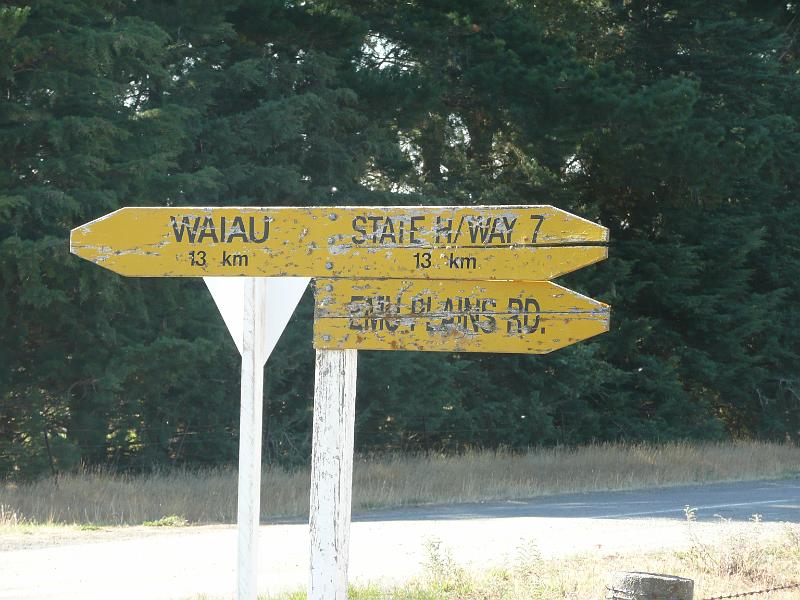 WAIAU
13 km
STATE H/WAY 7
13 km
EMU PLAINS RD.